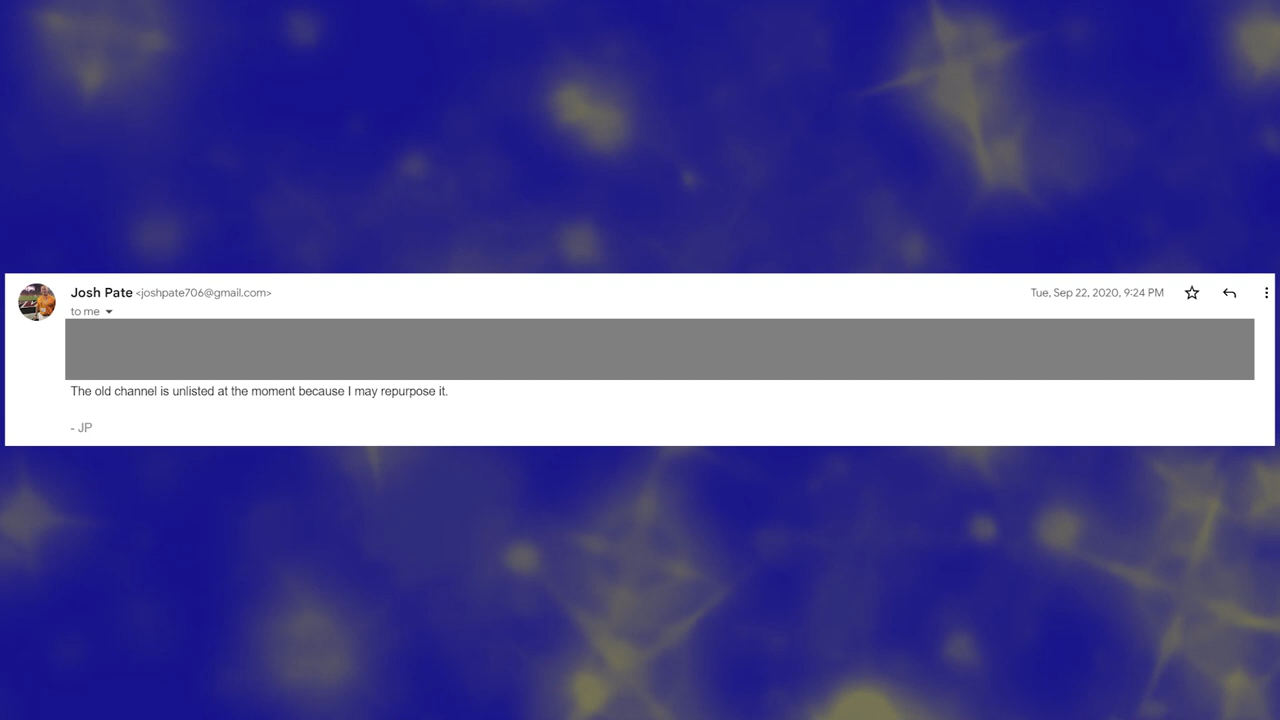 Josh Pate <joshpate706@gmail.com> Tue, Sep 22, 2020, 9:24 PM
to me
The old channel is unlisted at the moment because I may repurpose it.
- JP